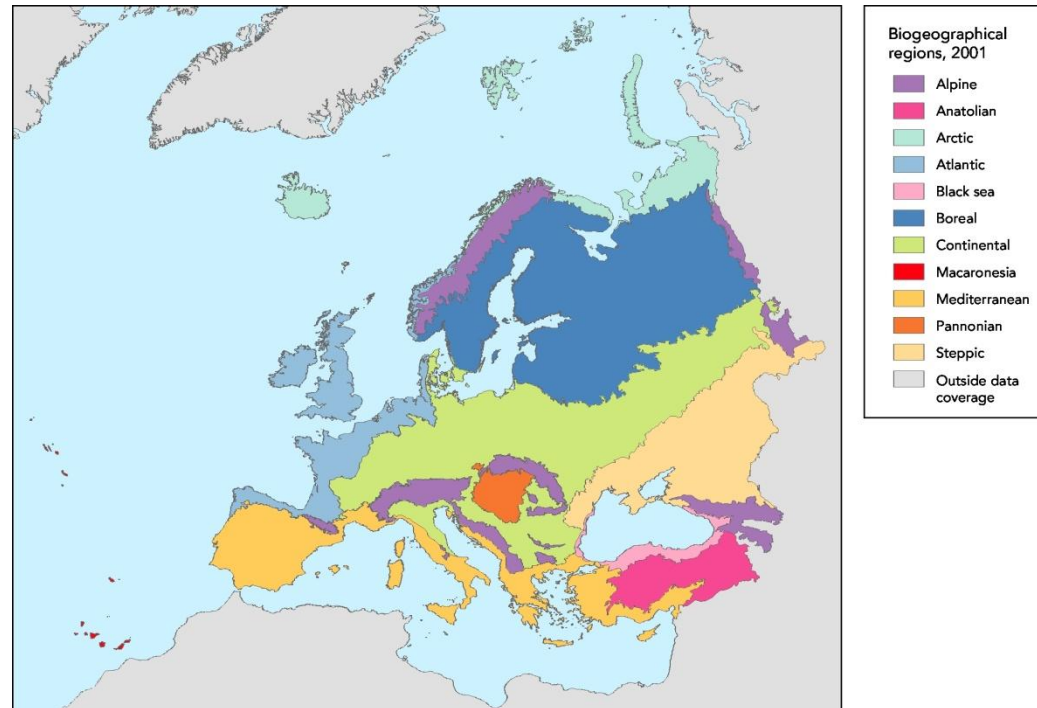 Biogeographical
regions, 2001
Alpine
Anatolian
Arctic
Atlantic
Black sea
Boreal
Continental
Macaronesia
Mediterranean
Pannonian
Steppic
Outside data
coverage